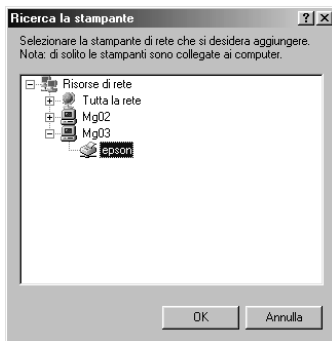 Ricerca la stampante
Selezionare la stampante di rete che si desidera aggiungere.
Nota: di solito le stampanti sono collegate ai computer.
Risorse di rete
Tutta la rete
Mg02
Mg03
epson
OK
Annulla